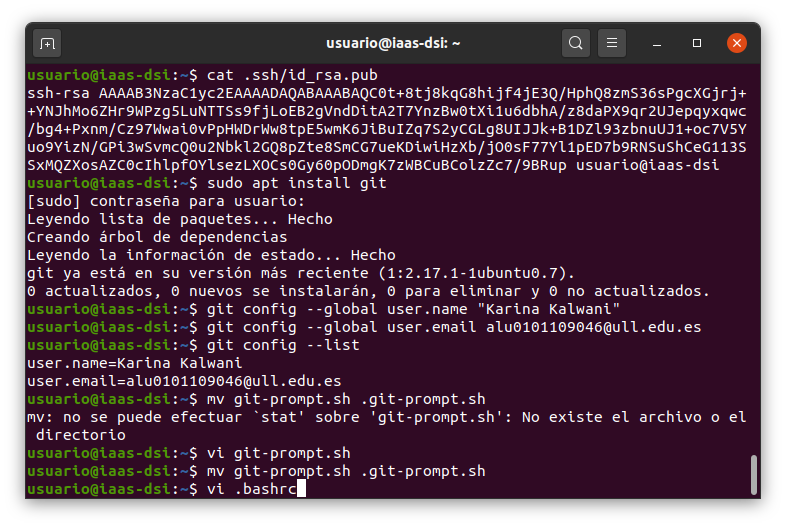 usuario@iaas-dsi: ~
usuario@iaas-dsi:~$ cat .ssh/id_rsa.pub
ssh-rsa AAAAB3NzaC1yc2EAAAADAQABAAABAQC0t+8tj8kqG8hijf4jE3Q/HphQ8zmS36sPgcXGjrj+
+YNJhMo6ZHr9WPzg5LuNTTSs9fjLoEB2gVndDitA2T7YnzBw0tXi1u6dbhA/z8daPX9qr2UJepqyxqwc
/bg4+Pxnm/Cz97Wwai0vPpHWDrWw8tpE5wmK6JiBuIZq7S2yCGLg8UIJJk+B1DZl93zbnuUJ1+oc7V5Y
uo9YizN/GPi3wSvmcQ0u2Nbkl2GQ8pZte8SmCG7ueKDiwiHzXb/jO0sF77Yl1pED7b9RNSuShCeG113S
SxMQZXosAZC0cIhlpfOYlsezLXOCs0Gy60pODmgK7zWBCuBColzZc7/9BRup usuario@iaas-dsi
usuario@iaas-dsi:~$ sudo apt install git
[sudo] contraseña para usuario:
Leyendo lista de paquetes... Hecho
Creando árbol de dependencias
Leyendo la información de estado... Hecho
git ya está en su versión más reciente (1:2.17.1-1ubuntu0.7).
0 actualizados, 0 nuevos se instalarán, 0 para eliminar y 0 no actualizados.
usuario@iaas-dsi:~$ git config --global user.name "Karina Kalwani"
usuario@iaas-dsi:~$ git config --global user.email alu0101109046@ull.edu.es
usuario@iaas-dsi:~$ git config --list
user.name=Karina Kalwani
user.email=alu0101109046@ull.edu.es
usuario@iaas-dsi:~$ mv git-prompt.sh .git-prompt.sh
mv: no se puede efectuar `stat' sobre 'git-prompt.sh': No existe el archivo o el
 directorio
usuario@iaas-dsi:~$ vi git-prompt.sh
usuario@iaas-dsi:~$ mv git-prompt.sh .git-prompt.sh
usuario@iaas-dsi:~$ vi .bashrc